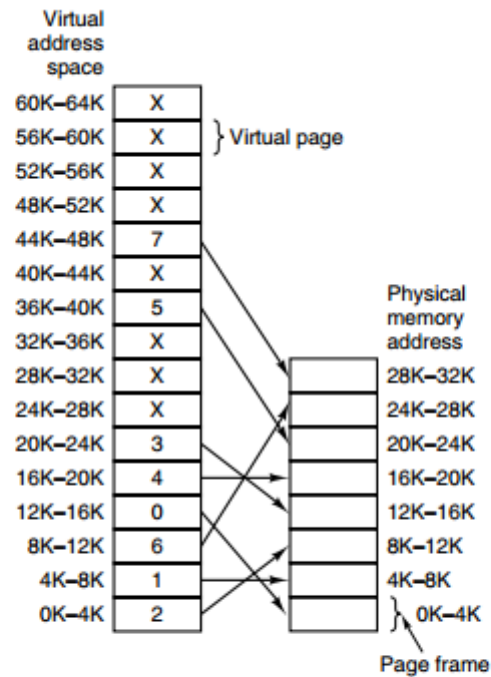 Virtual
address
space
60K–64K X
56K–60K X Virtual page
52K–56K X
48K–52K X
44K–48K 7
40K–44K X
36K–40K 5
32K–36K X
28K–32K X
24K–28K X
20K–24K 3
16K–20K 4
12K–16K 0
8K–12K 6
4K–8K 1
0K–4K 2
Physical
memory
address
28K–32K
24K–28K
20K–24K
16K–20K
12K–16K
8K–12K
4K–8K
0K–4K
Page frame